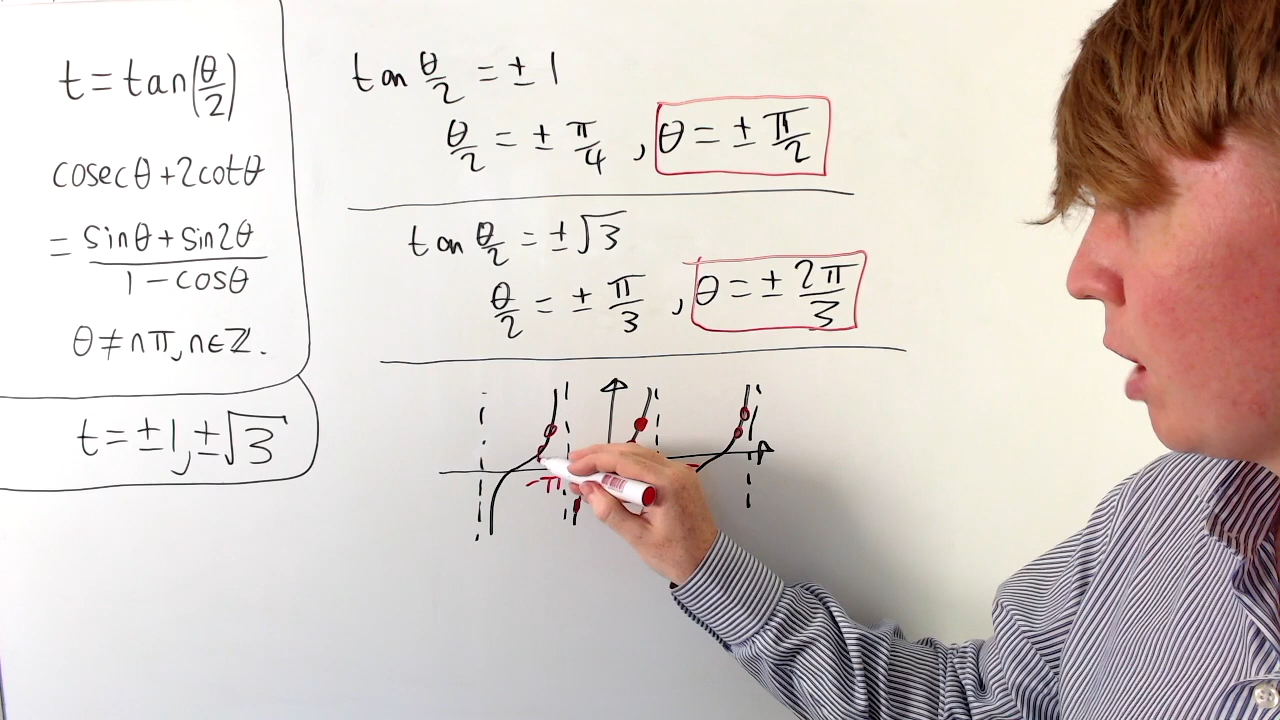 t = tan(θ/2)
cosecθ + 2cotθ
= (sinθ + sin2θ)/(1 - cosθ)
θ ≠ nπ, n∈ℤ.
t = ±1, ±√3
tan θ/2 = ±1
θ/2 = ± π/4 , θ = ± π/2
tan θ/2 = ±√3
θ/2 = ± π/3 , θ = ± 2π/3
-π